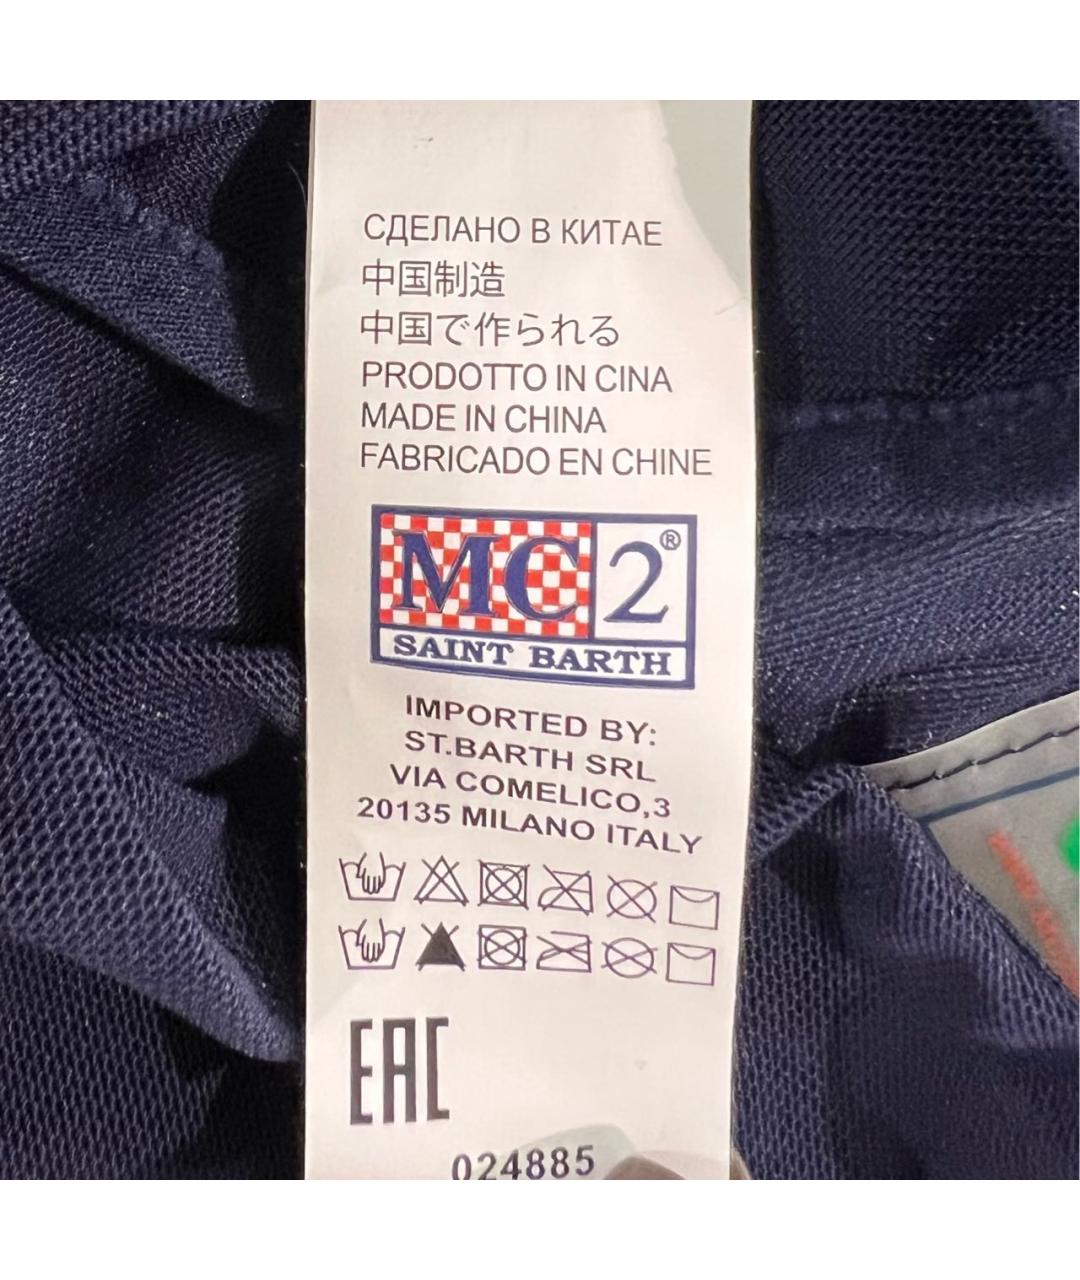 СДЕЛАНО В КИТАЕ
中国制造
中国で作られる
PRODOTTO IN CINA
MADE IN CHINA
FABRICADO EN CHINE
MC2®
SAINT BARTH
IMPORTED BY:
ST.BARTH SRL
VIA COMELICO,3
20135 MILANO ITALY
EAC
024885